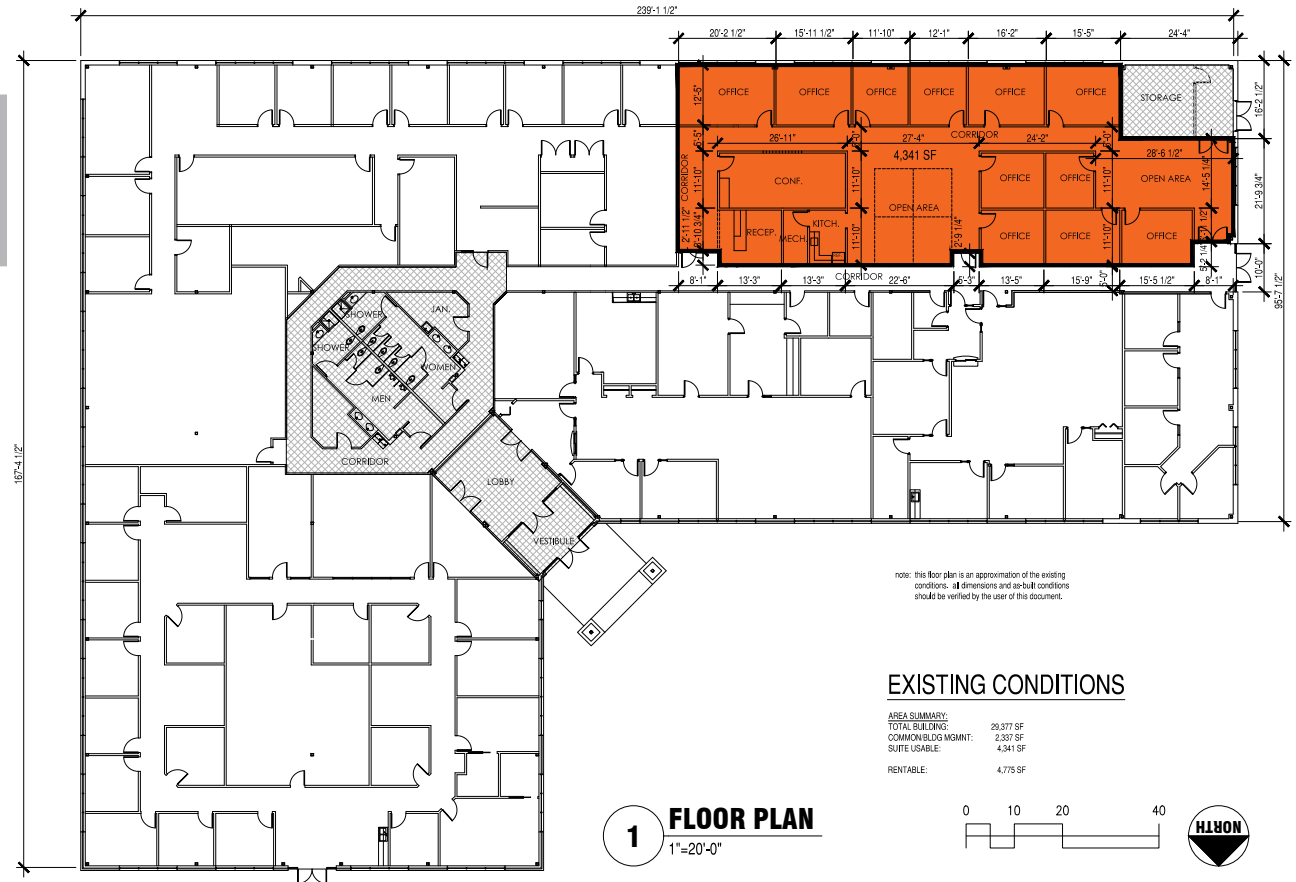 239'-1 1/2"
20'-2 1/2" 15'-11 1/2" 11'-10" 12'-1" 16'-2" 15'-5" 24'-4"
OFFICE OFFICE OFFICE OFFICE OFFICE OFFICE STORAGE
12'-5"
16'-2 1/2"
CORRIDOR
26'-11" 27'-4" 24'-2"
4,341 SF
28'-6 1/2"
CORRIDOR
11'-10" 11'-10" 11'-10"
14'-5 1/4"
21'-9 3/4"
CONF. OFFICE OFFICE OPEN AREA
OPEN AREA
RECEP. MECH. KITCH.
OFFICE OFFICE OFFICE
11'-10" 11'-10"
2'-9 1/4"
10'-0"
95'-7 1/2"
CORRIDOR
8'-1" 13'-3" 13'-3" 22'-6" 5'-3" 13'-5" 15'-9" 15'-5 1/2" 8'-1"
167'-4 1/2"
SHOWER
JAN.
SHOWER
WOMEN
MEN
CORRIDOR
LOBBY
VESTIBULE
note: this floor plan is an approximation of the existing
conditions. all dimensions and as-built conditions
should be verified by the user of this document.
EXISTING CONDITIONS
AREA SUMMARY:
TOTAL BUILDING: 29,377 SF
COMMON/BLDG MGMNT: 2,337 SF
SUITE USABLE: 4,341 SF
RENTABLE: 4,775 SF
1 FLOOR PLAN
1"=20'-0"
0 10 20 40
NORTH